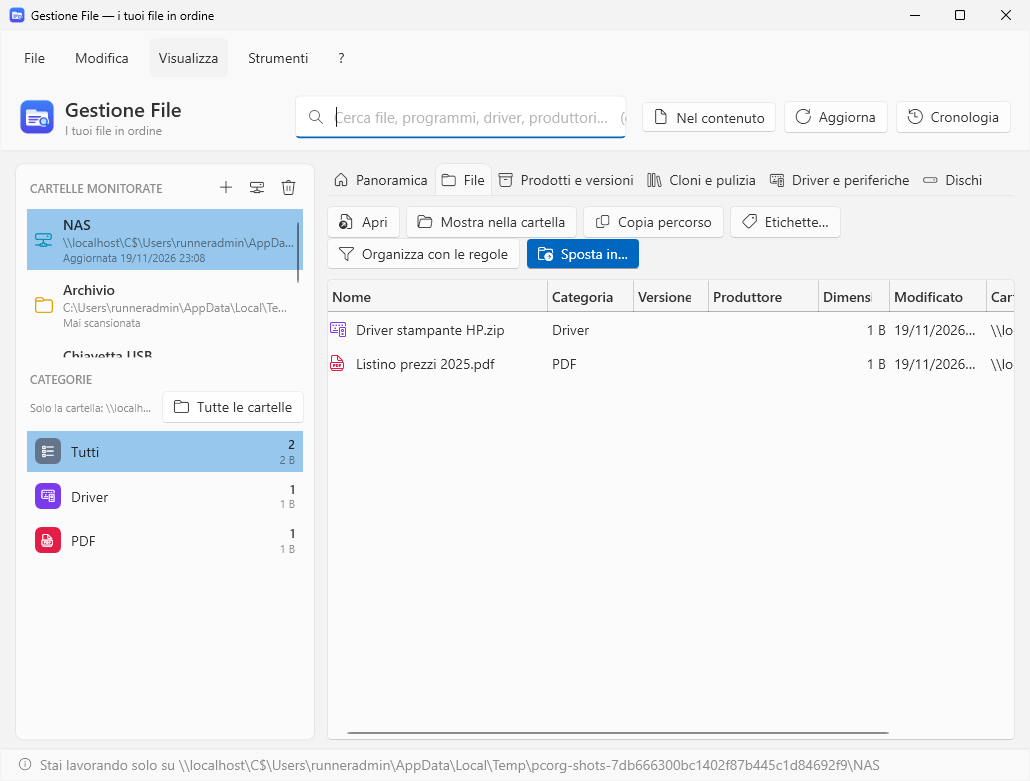 Gestione File — i tuoi file in ordine
File Modifica Visualizza Strumenti ?
Gestione File
I tuoi file in ordine
Cerca file, programmi, driver, produttori...
Nel contenuto
Aggiorna
Cronologia
CARTELLE MONITORATE
NAS
\\localhost\C$\Users\runneradmin\AppDa...
Aggiornata 19/11/2026 23:08
Archivio
C:\Users\runneradmin\AppData\Local\Te...
Mai scansionata
Chiavetta USB
CATEGORIE
Solo la cartella: \\localh...
Tutte le cartelle
Tutti 2
2 B
Driver 1
1 B
PDF 1
1 B
Panoramica File Prodotti e versioni Cloni e pulizia Driver e periferiche Dischi
Apri Mostra nella cartella Copia percorso Etichette...
Organizza con le regole Sposta in...
Nome Categoria Versione Produttore Dimensi Modificato Cart
Driver stampante HP.zip Driver 1 B 19/11/2026... \\lo
Listino prezzi 2025.pdf PDF 1 B 19/11/2026... \\lo
Stai lavorando solo su \\localhost\C$\Users\runneradmin\AppData\Local\Temp\pcorg-shots-7db666300bc1402f87b445c1d84692f9\NAS